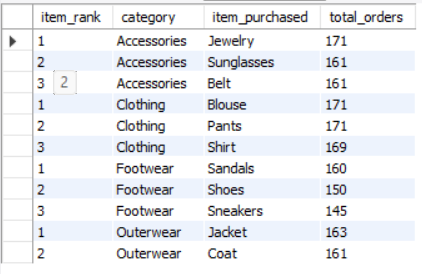 item_rank category item_purchased total_orders
1 Accessories Jewelry 171
2 Accessories Sunglasses 161
3 2 Accessories Belt 161
1 Clothing Blouse 171
2 Clothing Pants 171
3 Clothing Shirt 169
1 Footwear Sandals 160
2 Footwear Shoes 150
3 Footwear Sneakers 145
1 Outerwear Jacket 163
2 Outerwear Coat 161